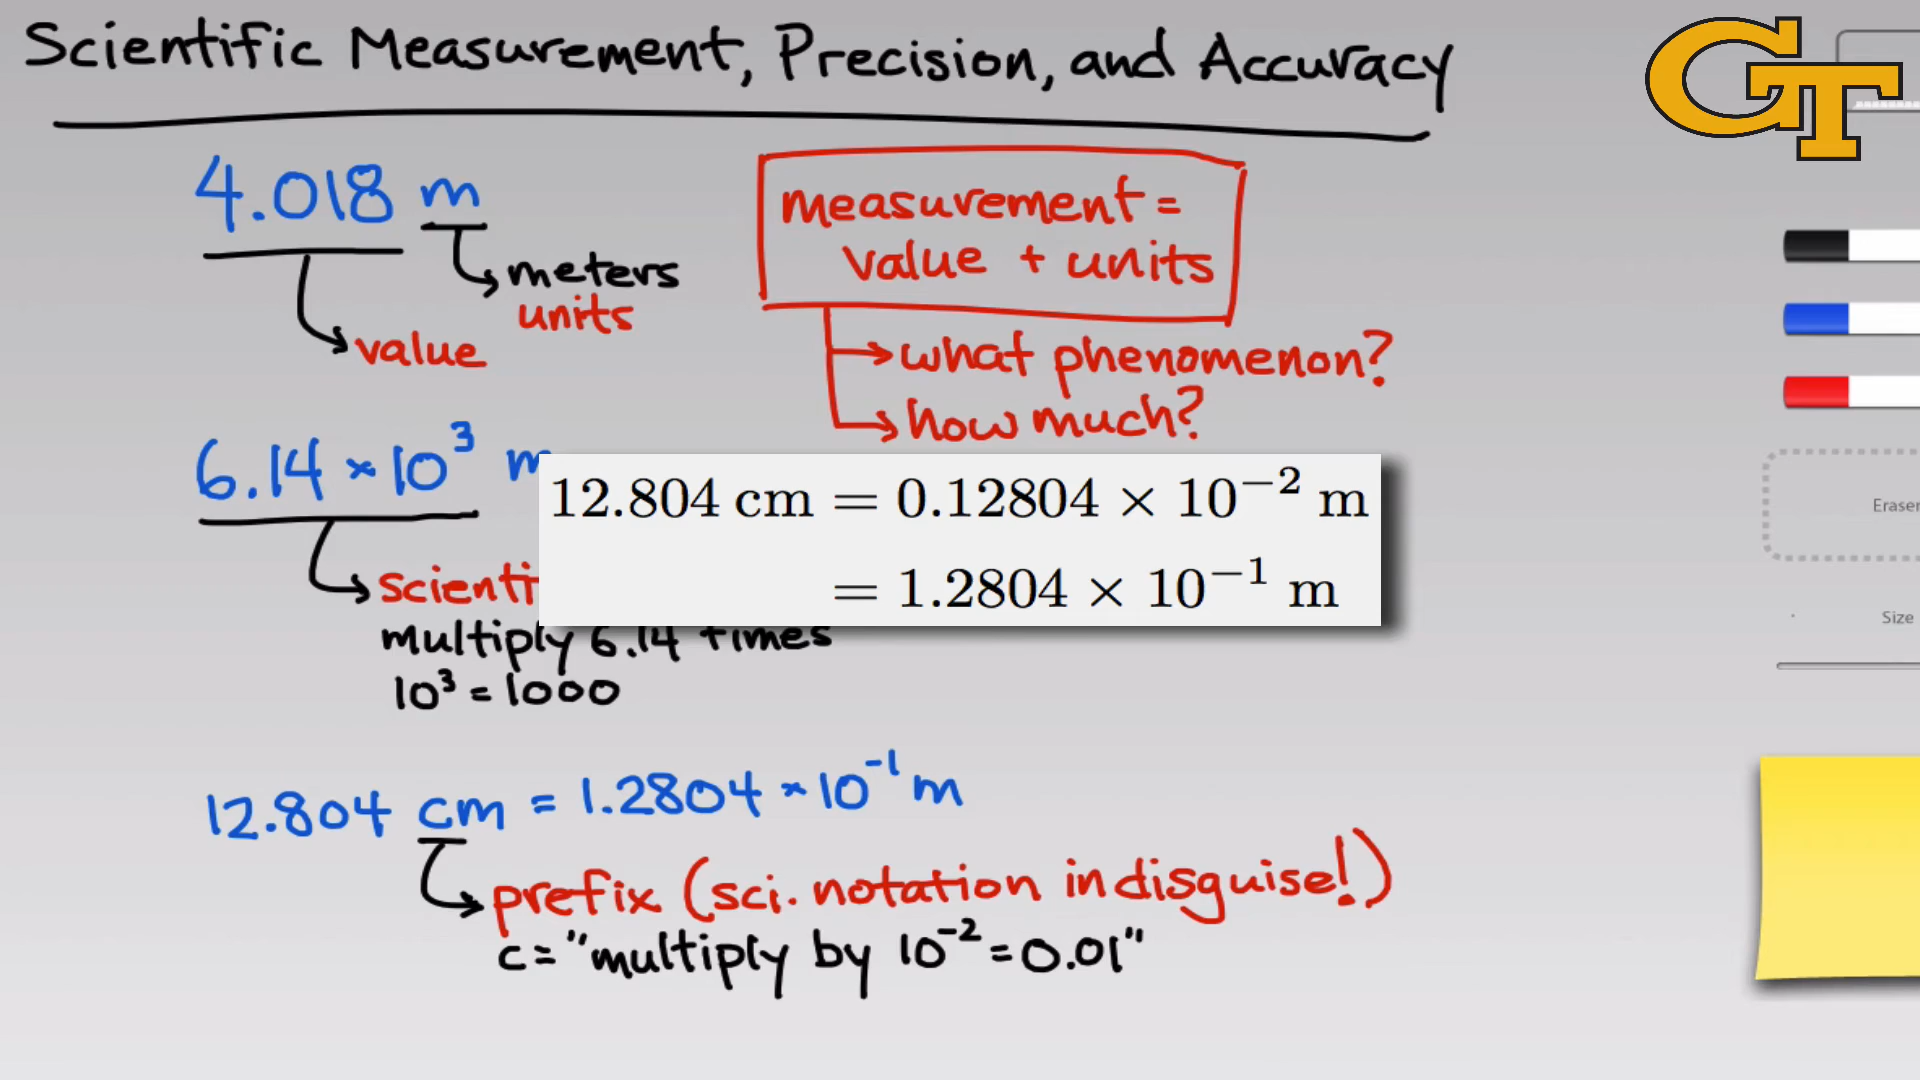 Scientific Measurement, Precision, and Accuracy
GT
4.018 m
meters
units
value
measurement =
value + units
what phenomenon?
how much?
6.14 × 10³ m
12.804 cm = 0.12804 × 10⁻² m
= 1.2804 × 10⁻¹ m
scienti
multiply 6.14 times
10³ = 1000
12.804 cm = 1.2804 × 10⁻¹ m
prefix (sci. notation in disguise!)
c = "multiply by 10⁻² = 0.01"
Eraser
Size